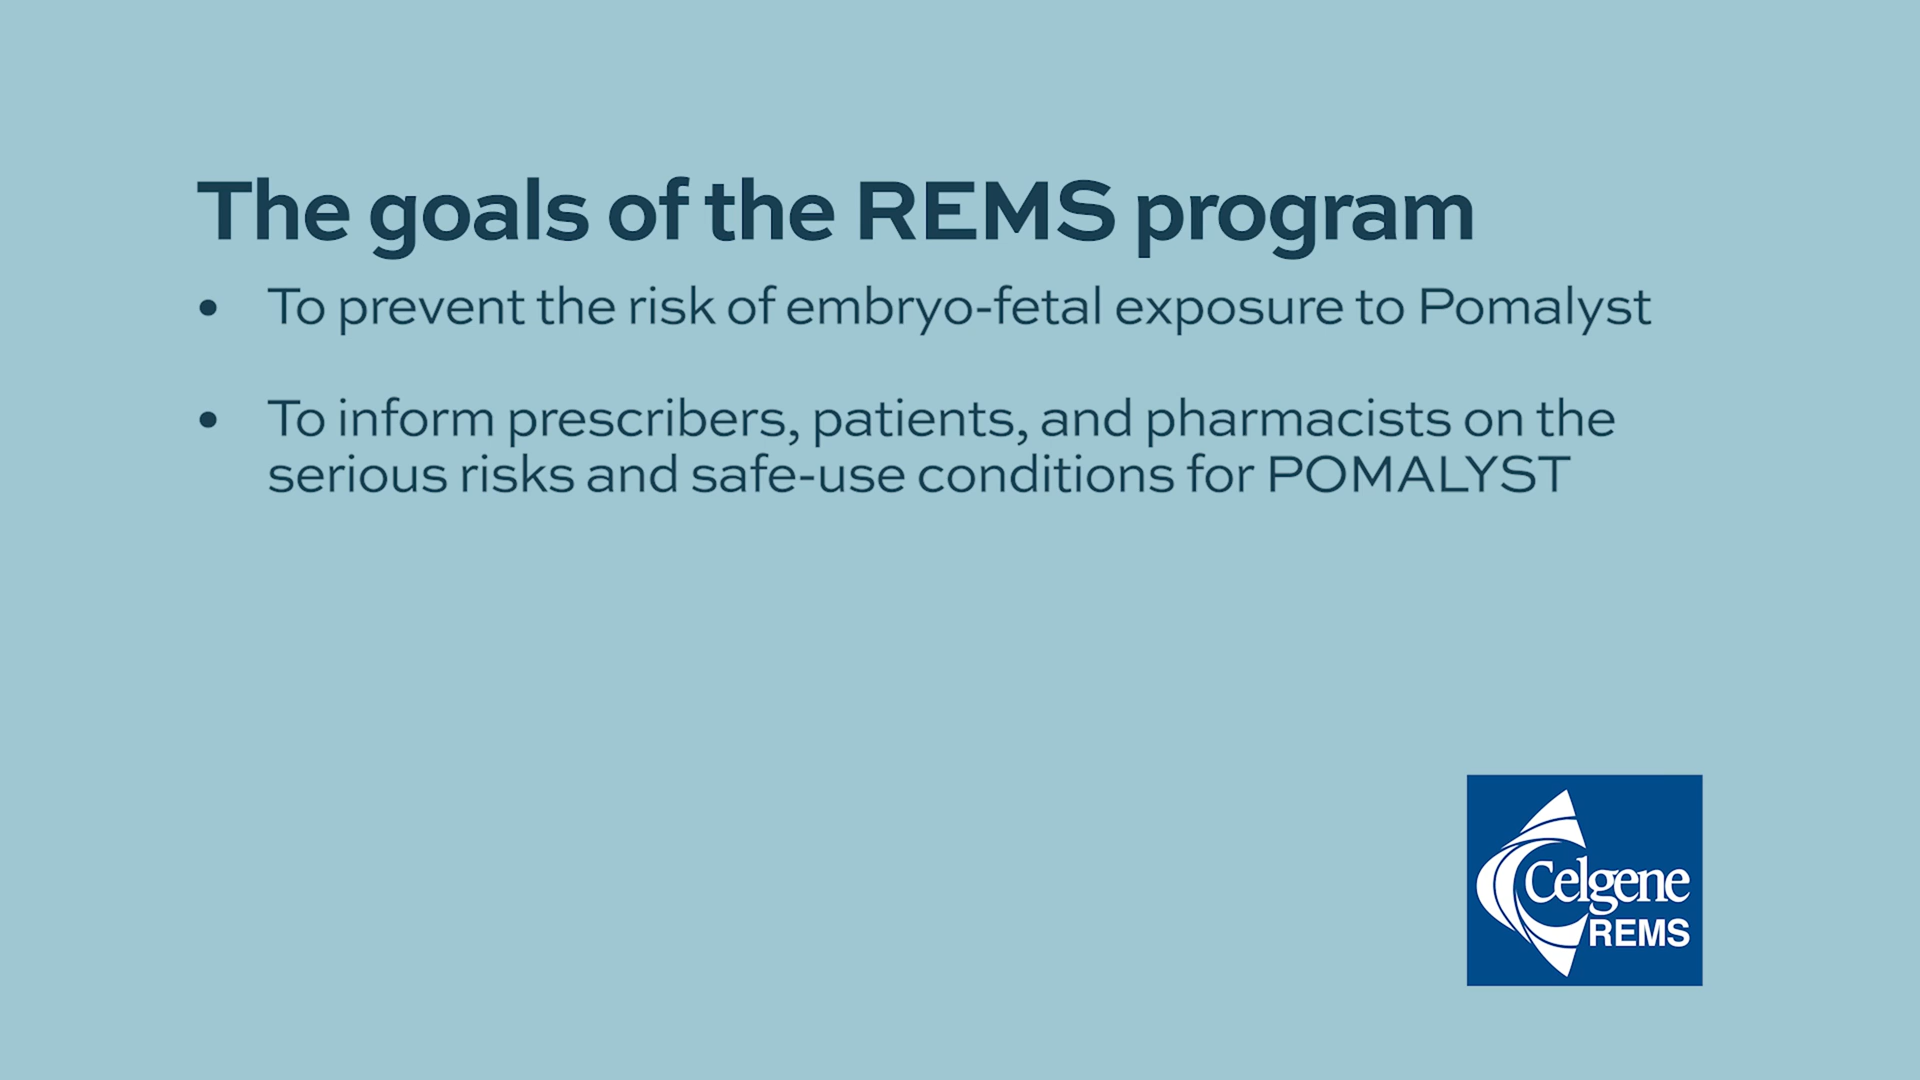 The goals of the REMS program
• To prevent the risk of embryo-fetal exposure to Pomalyst
• To inform prescribers, patients, and pharmacists on the
serious risks and safe-use conditions for POMALYST
Celgene
REMS